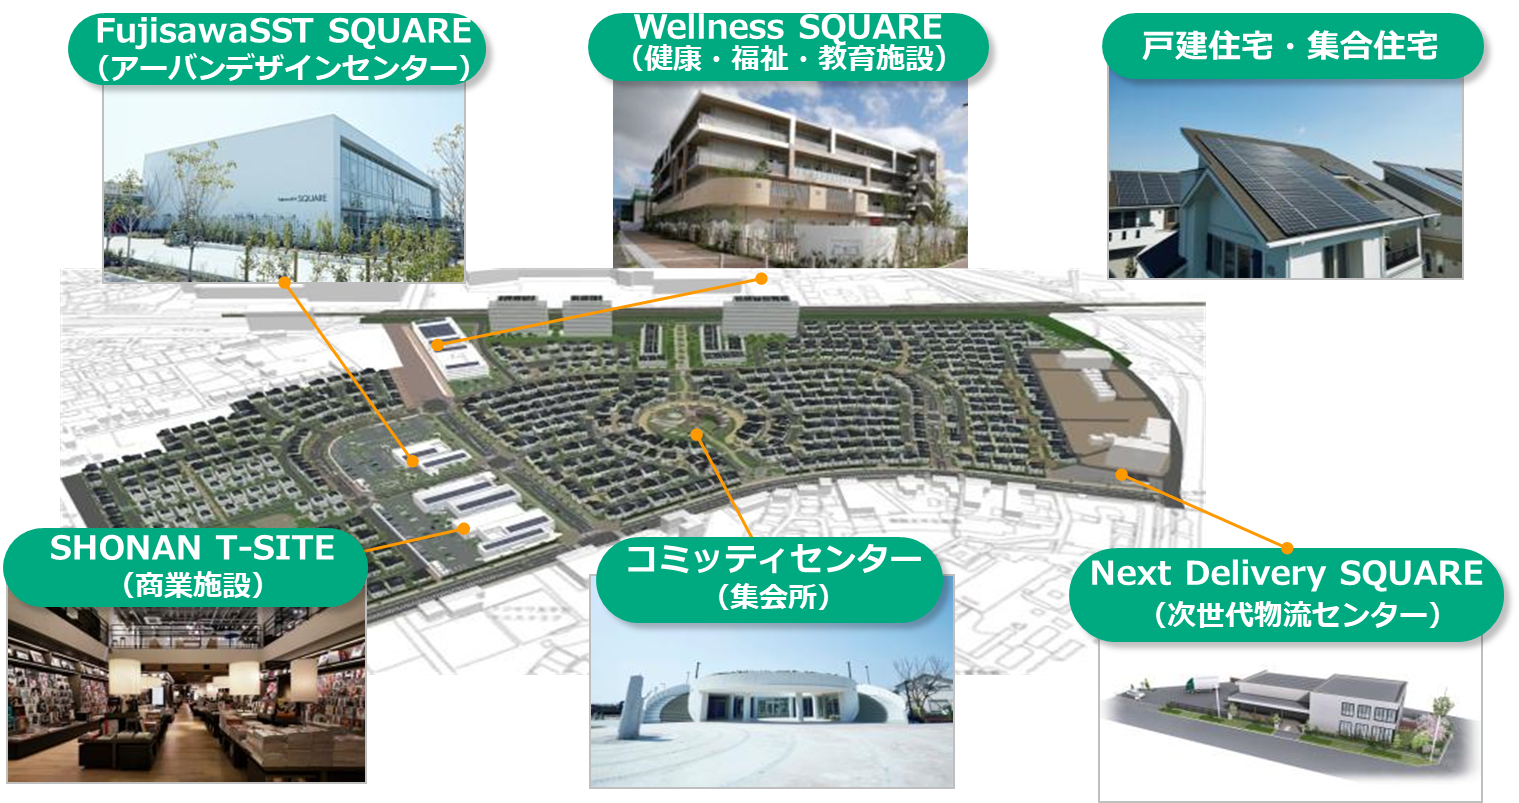 FujisawaSST SQUARE
（アーバンデザインセンター）
Wellness SQUARE
（健康・福祉・教育施設）
戸建住宅・集合住宅
SQUARE
SHONAN T-SITE
（商業施設）
コミッティセンター
（集会所）
Next Delivery SQUARE
（次世代物流センター）